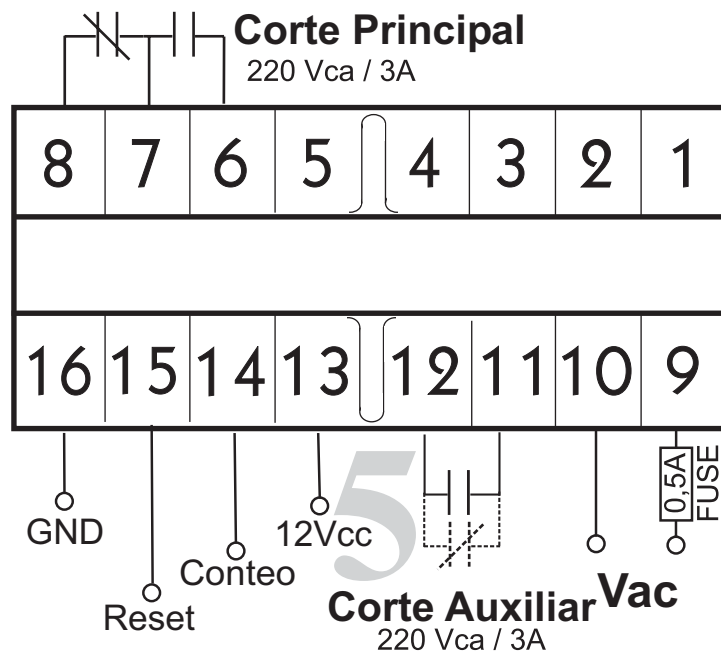 Corte Principal
220 Vca / 3A
8 7 6 5 4 3 2 1
16 15 14 13 12 11 10 9
0,5A
FUSE
5
GND
12Vcc
Conteo
Reset
Corte Auxiliar
Vac
220 Vca / 3A